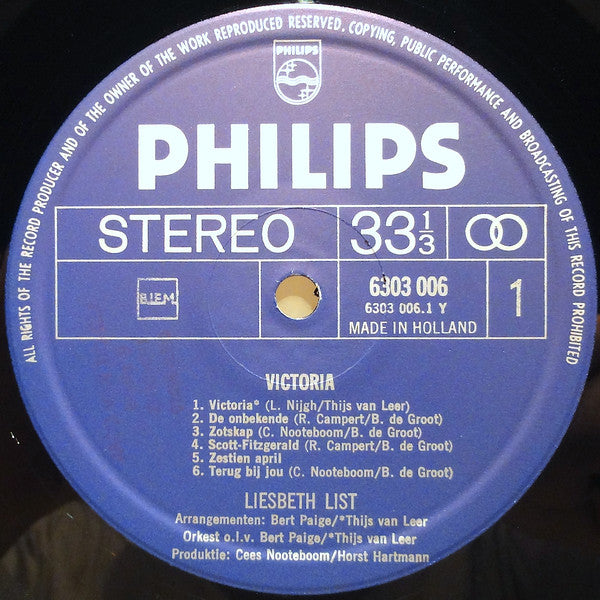 ALL RIGHTS OF THE RECORD PRODUCER AND OF THE OWNER OF THE WORK REPRODUCED RESERVED. COPYING, PUBLIC PERFORMANCE AND BROADCASTING OF THIS RECORD PROHIBITED
PHILIPS
PHILIPS
STEREO 33 1/3
BIEM 6303 006 1
6303 006.1 Y
MADE IN HOLLAND
VICTORIA
1. Victoria* (L. Nijgh/Thijs van Leer)
2. De onbekende (R. Campert/B. de Groot)
3. Zotskap (C. Nooteboom/B. de Groot)
4. Scott-Fitzgerald (R. Campert/B. de Groot)
5. Zestien april
6. Terug bij jou (C. Nooteboom/B. de Groot)
LIESBETH LIST
Arrangementen: Bert Paige/*Thijs van Leer
Orkest o.l.v. Bert Paige/*Thijs van Leer
Produktie: Cees Nooteboom/Horst Hartmann